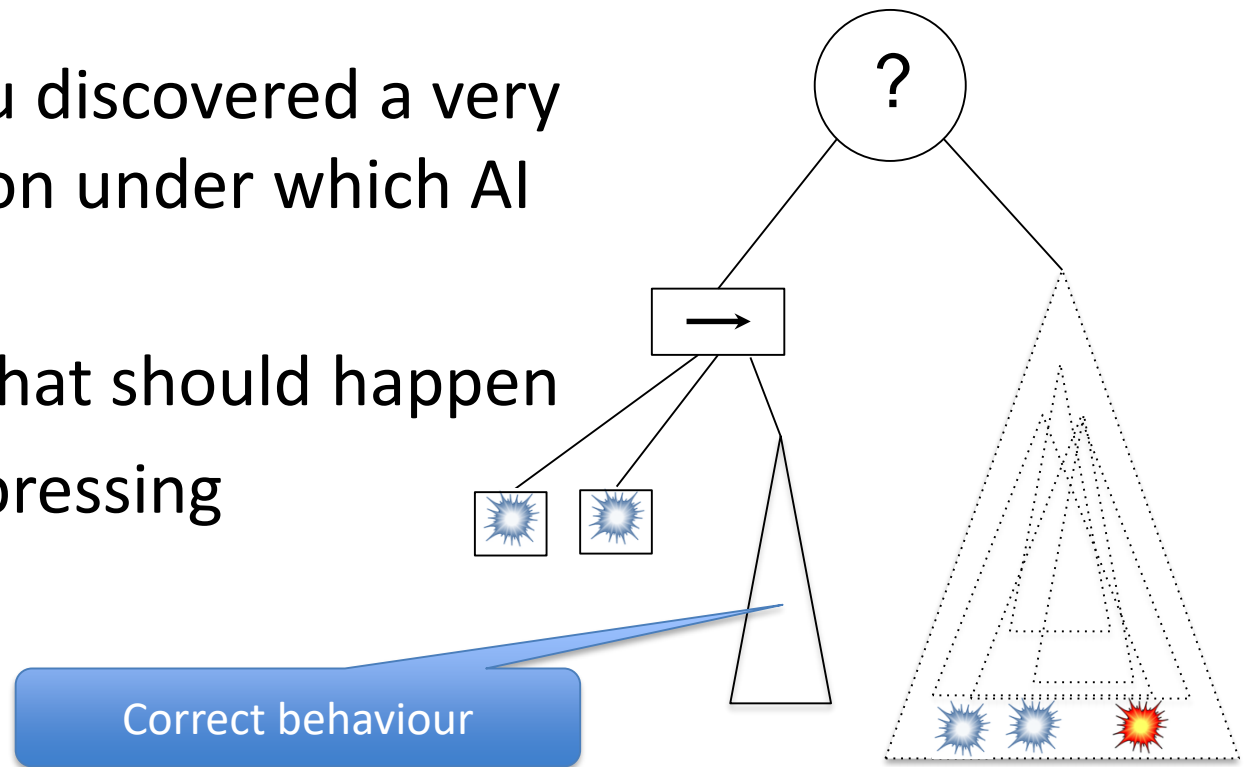 u discovered a very
on under which AI
hat should happen
pressing
?
Correct behaviour